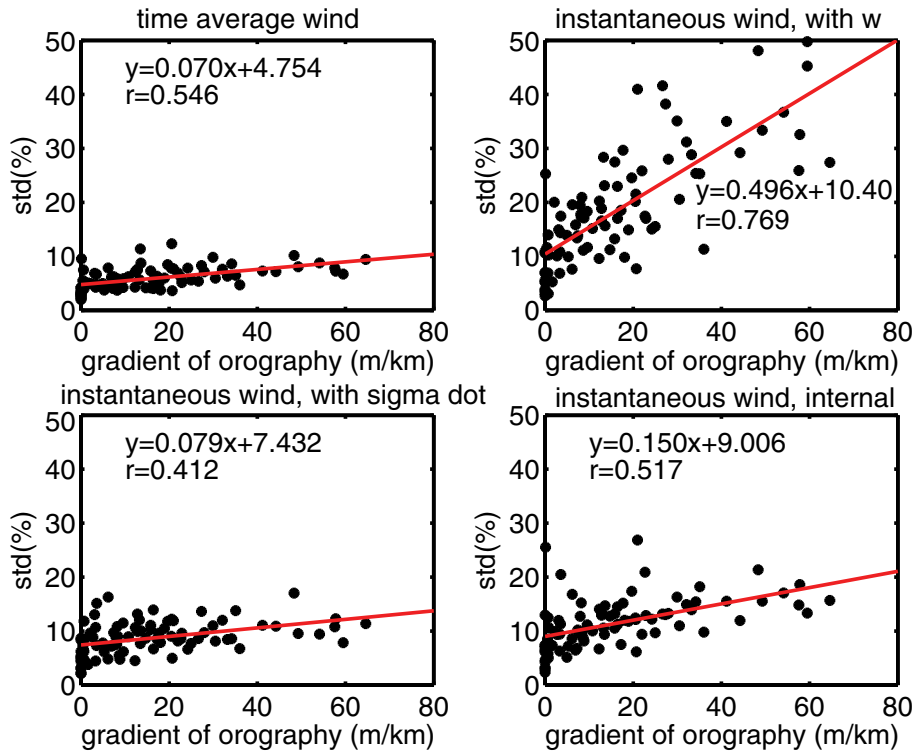 time average wind
y=0.070x+4.754
r=0.546
50
40
30
20
10
0
std(%)
0 20 40 60 80
gradient of orography (m/km)
instantaneous wind, with w
y=0.496x+10.40
r=0.769
50
40
30
20
10
0
std(%)
0 20 40 60 80
gradient of orography (m/km)
instantaneous wind, with sigma dot
y=0.079x+7.432
r=0.412
50
40
30
20
10
0
std(%)
0 20 40 60 80
gradient of orography (m/km)
instantaneous wind, internal
y=0.150x+9.006
r=0.517
50
40
30
20
10
0
std(%)
0 20 40 60 80
gradient of orography (m/km)